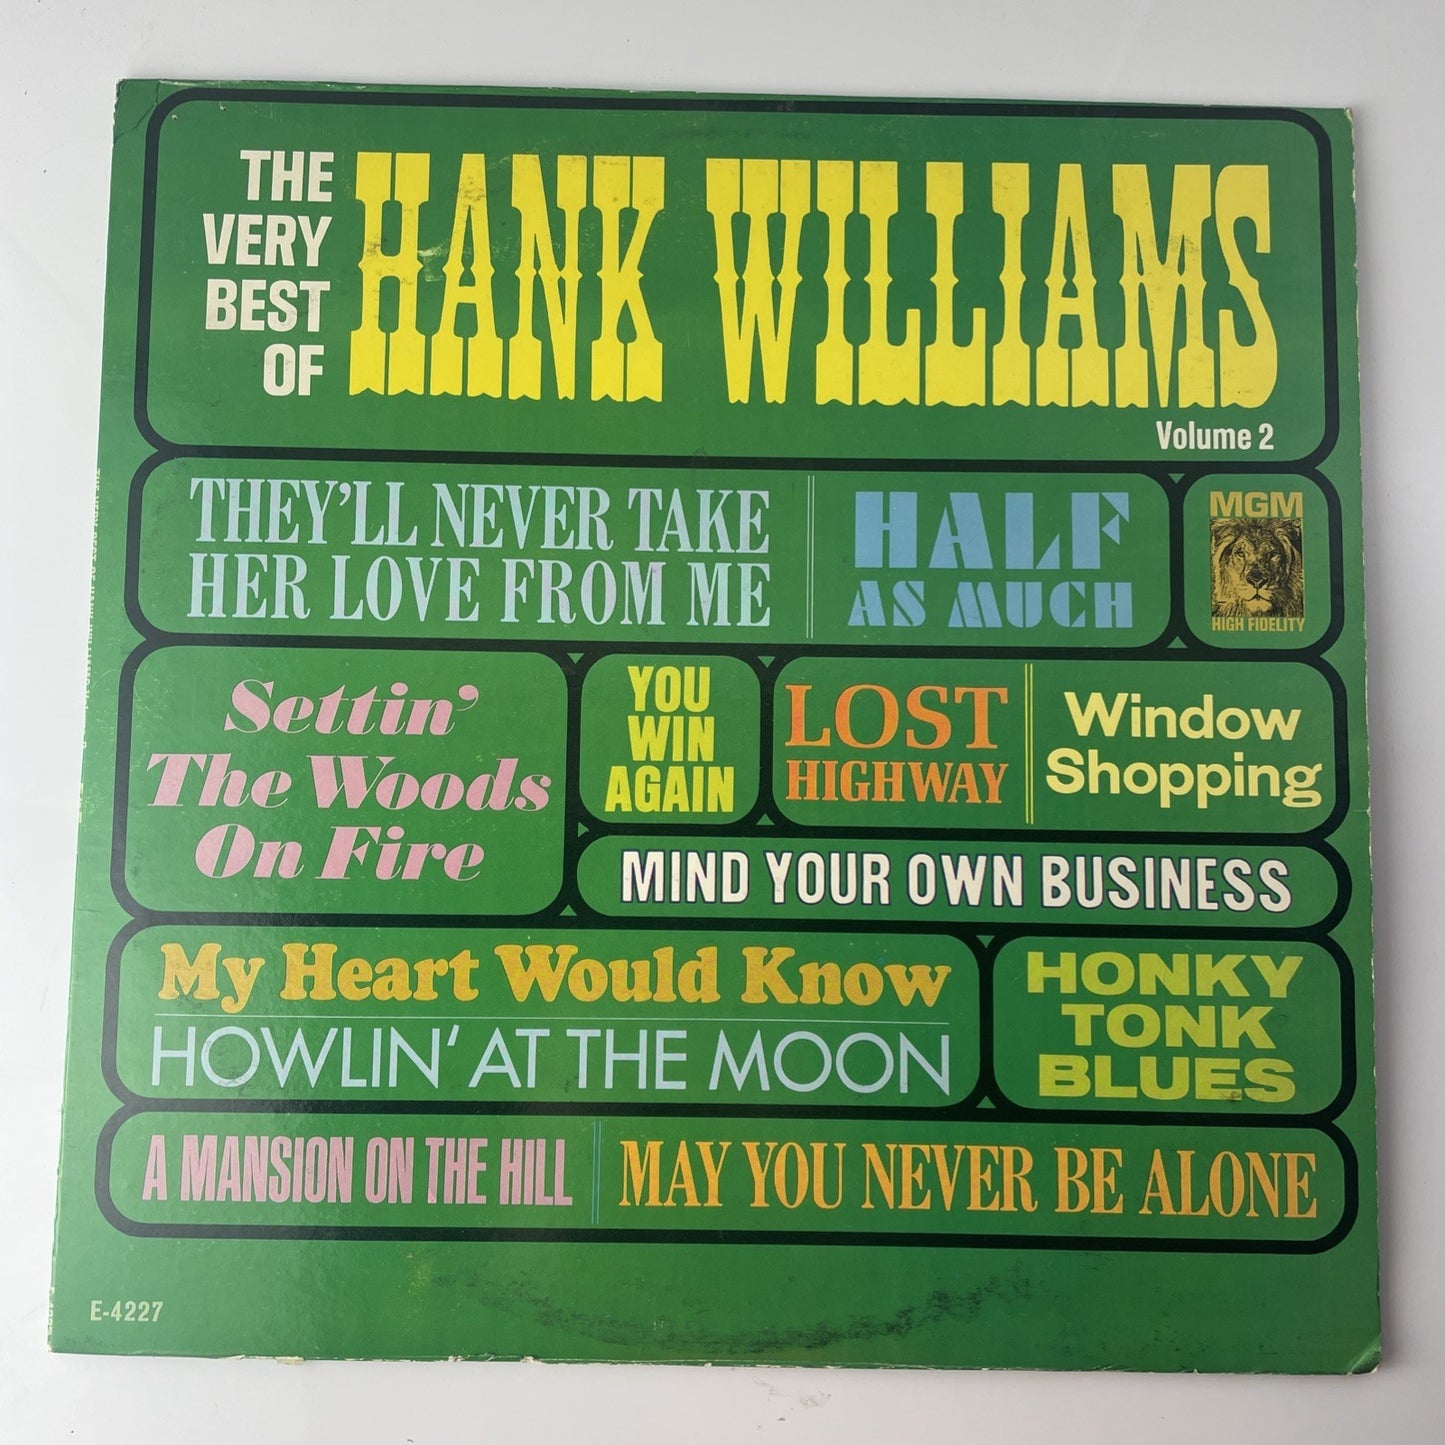 THE
VERY
BEST
OF
HANK WILLIAMS
Volume 2
THEY'LL NEVER TAKE
HER LOVE FROM ME
HALF
AS MUCH
MGM
HIGH FIDELITY
Settin'
The Woods
On Fire
YOU
WIN
AGAIN
LOST
HIGHWAY
Window
Shopping
MIND YOUR OWN BUSINESS
My Heart Would Know
HOWLIN' AT THE MOON
HONKY
TONK
BLUES
A MANSION ON THE HILL
MAY YOU NEVER BE ALONE
E-4227